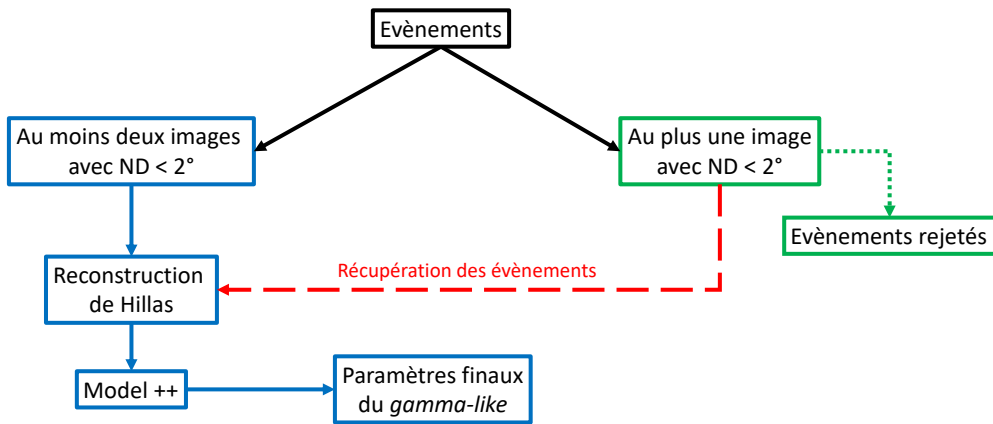 Evènements
Au moins deux images
avec ND < 2°
Au plus une image
avec ND < 2°
Evènements rejetés
Récupération des évènements
Reconstruction
de Hillas
Model ++
Paramètres finaux
du gamma-like